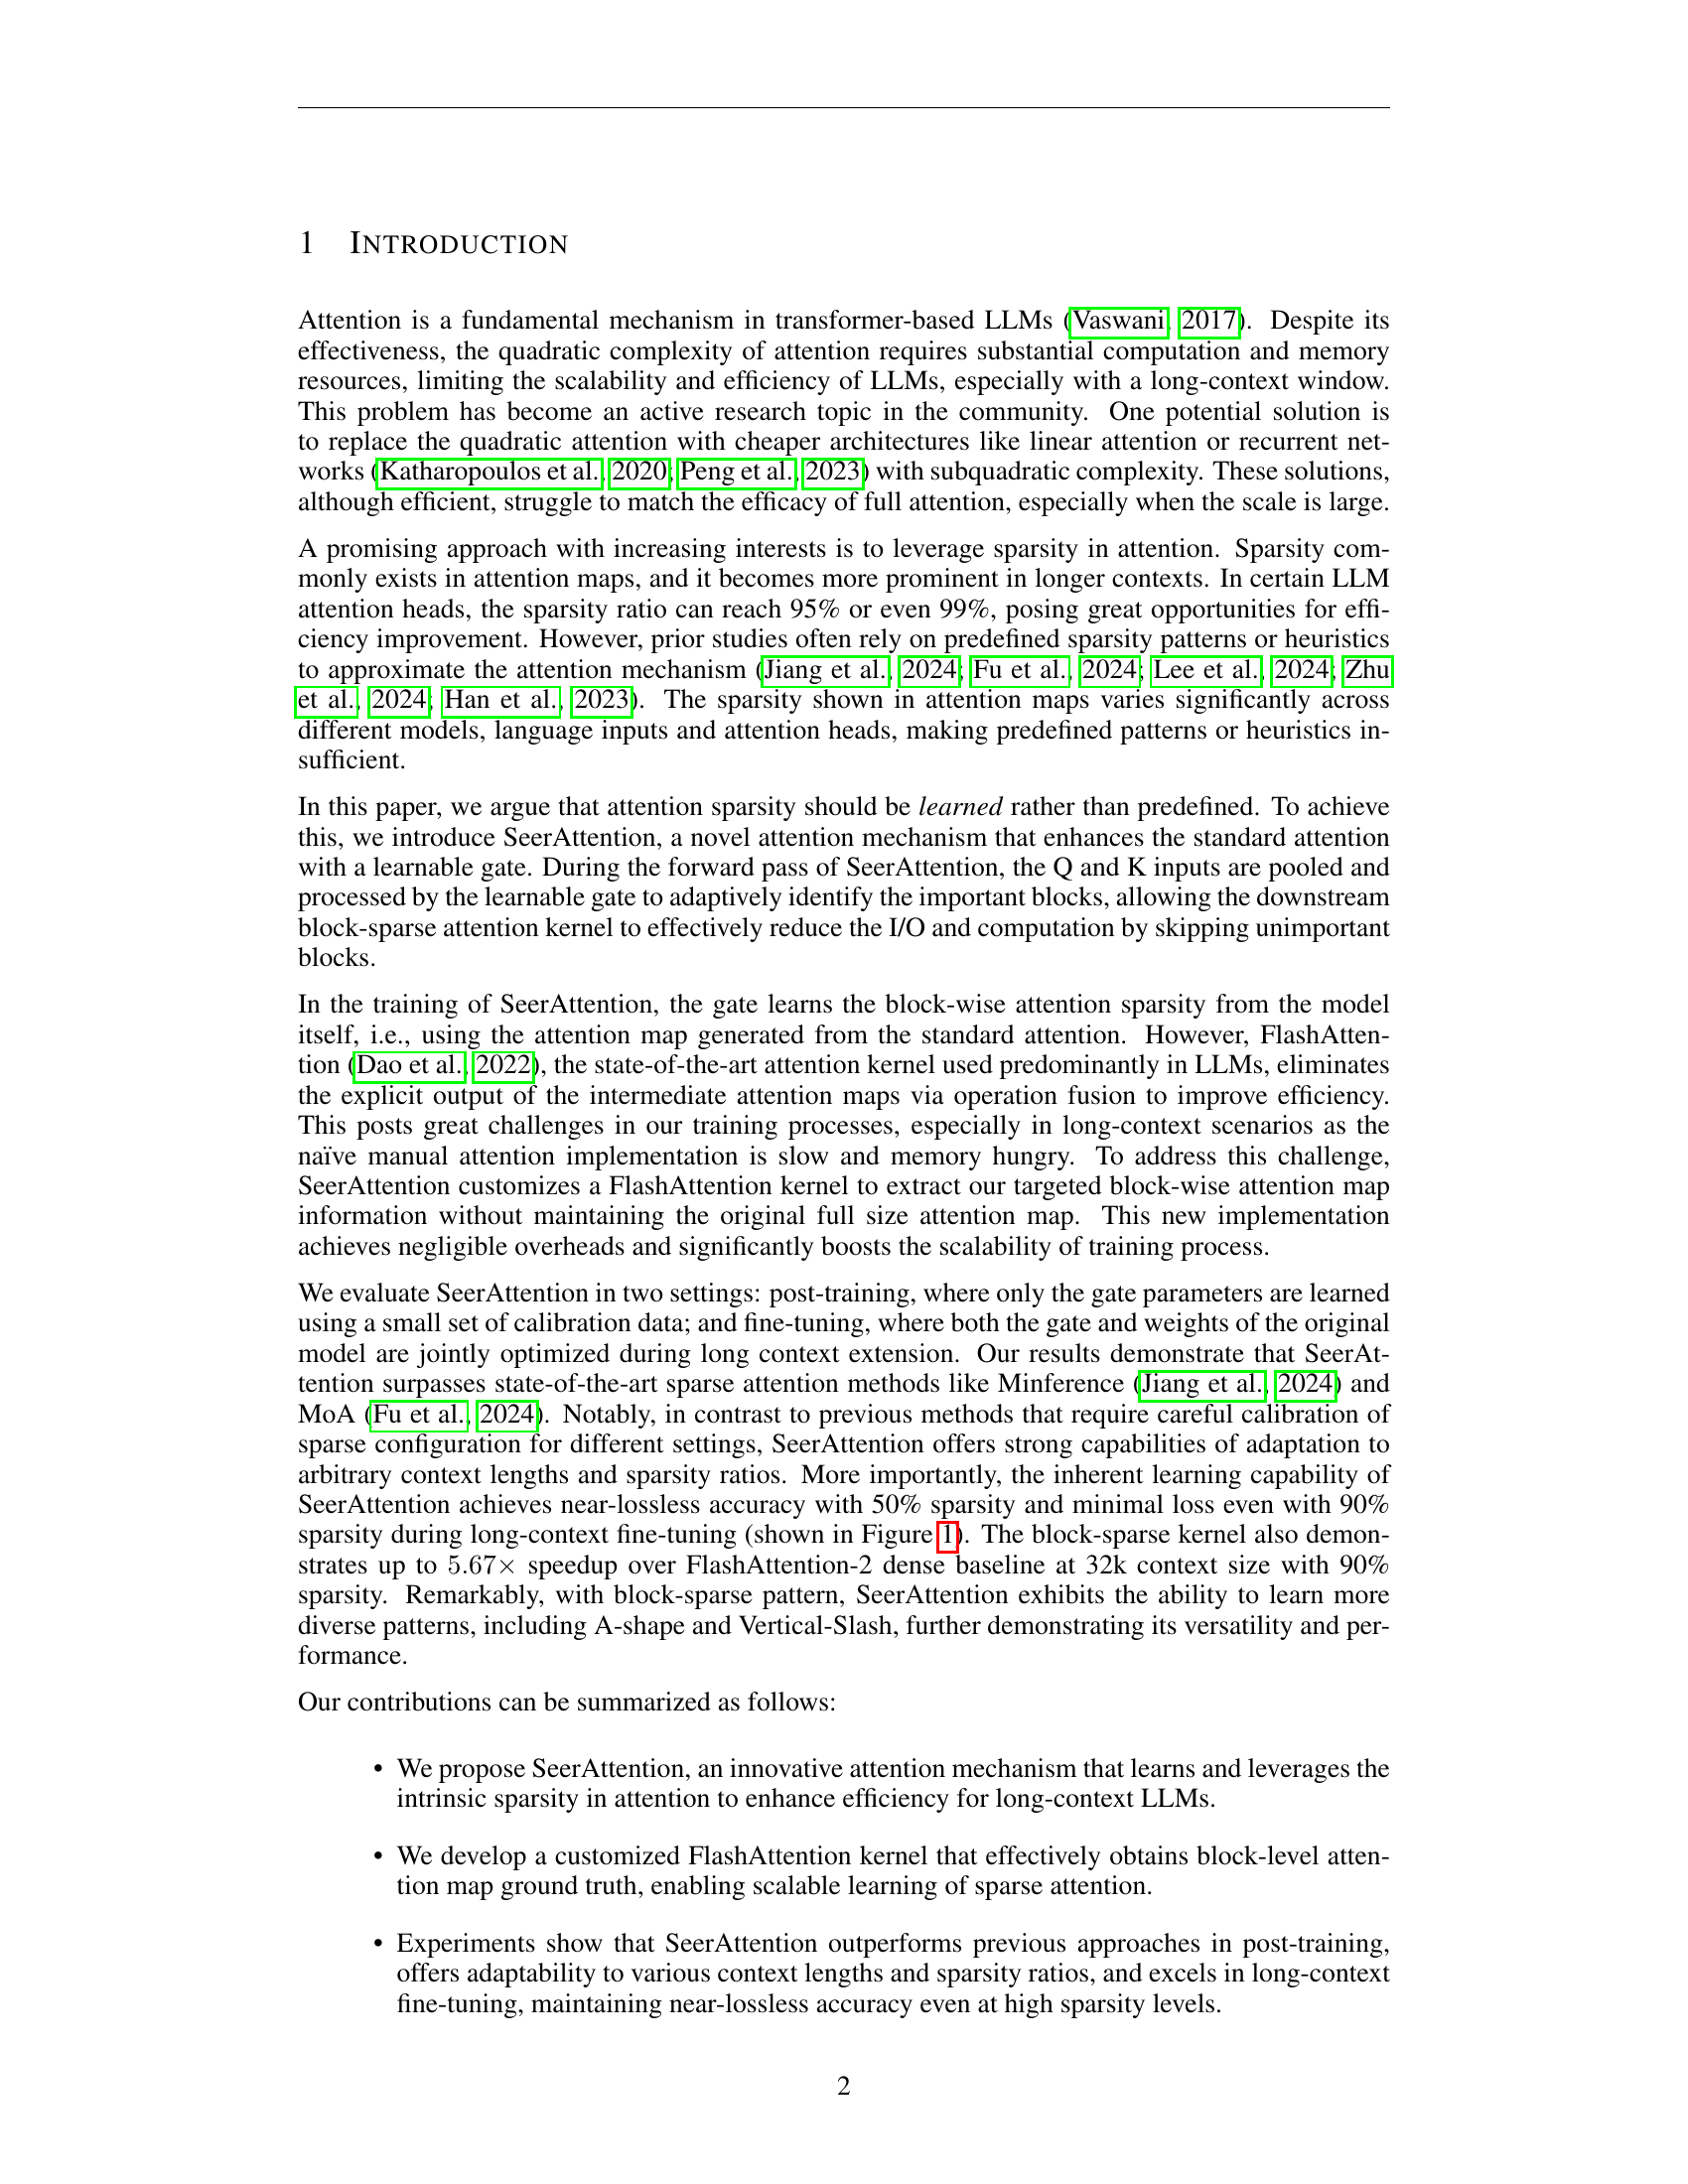 1 INTRODUCTION
Attention is a fundamental mechanism in transformer-based LLMs (Vaswani, 2017). Despite its
effectiveness, the quadratic complexity of attention requires substantial computation and memory
resources, limiting the scalability and efficiency of LLMs, especially with a long-context window.
This problem has become an active research topic in the community. One potential solution is
to replace the quadratic attention with cheaper architectures like linear attention or recurrent net-
works (Katharopoulos et al., 2020; Peng et al., 2023) with subquadratic complexity. These solutions,
although efficient, struggle to match the efficacy of full attention, especially when the scale is large.
A promising approach with increasing interests is to leverage sparsity in attention. Sparsity com-
monly exists in attention maps, and it becomes more prominent in longer contexts. In certain LLM
attention heads, the sparsity ratio can reach 95% or even 99%, posing great opportunities for effi-
ciency improvement. However, prior studies often rely on predefined sparsity patterns or heuristics
to approximate the attention mechanism (Jiang et al., 2024; Fu et al., 2024; Lee et al., 2024; Zhu
et al., 2024; Han et al., 2023). The sparsity shown in attention maps varies significantly across
different models, language inputs and attention heads, making predefined patterns or heuristics in-
sufficient.
In this paper, we argue that attention sparsity should be learned rather than predefined. To achieve
this, we introduce SeerAttention, a novel attention mechanism that enhances the standard attention
with a learnable gate. During the forward pass of SeerAttention, the Q and K inputs are pooled and
processed by the learnable gate to adaptively identify the important blocks, allowing the downstream
block-sparse attention kernel to effectively reduce the I/O and computation by skipping unimportant
blocks.
In the training of SeerAttention, the gate learns the block-wise attention sparsity from the model
itself, i.e., using the attention map generated from the standard attention. However, FlashAtten-
tion (Dao et al., 2022), the state-of-the-art attention kernel used predominantly in LLMs, eliminates
the explicit output of the intermediate attention maps via operation fusion to improve efficiency.
This posts great challenges in our training processes, especially in long-context scenarios as the
naïve manual attention implementation is slow and memory hungry. To address this challenge,
SeerAttention customizes a FlashAttention kernel to extract our targeted block-wise attention map
information without maintaining the original full size attention map. This new implementation
achieves negligible overheads and significantly boosts the scalability of training process.
We evaluate SeerAttention in two settings: post-training, where only the gate parameters are learned
using a small set of calibration data; and fine-tuning, where both the gate and weights of the original
model are jointly optimized during long context extension. Our results demonstrate that SeerAt-
tention surpasses state-of-the-art sparse attention methods like Minference (Jiang et al., 2024) and
MoA (Fu et al., 2024). Notably, in contrast to previous methods that require careful calibration of
sparse configuration for different settings, SeerAttention offers strong capabilities of adaptation to
arbitrary context lengths and sparsity ratios. More importantly, the inherent learning capability of
SeerAttention achieves near-lossless accuracy with 50% sparsity and minimal loss even with 90%
sparsity during long-context fine-tuning (shown in Figure 1). The block-sparse kernel also demon-
strates up to 5.67× speedup over FlashAttention-2 dense baseline at 32k context size with 90%
sparsity. Remarkably, with block-sparse pattern, SeerAttention exhibits the ability to learn more
diverse patterns, including A-shape and Vertical-Slash, further demonstrating its versatility and per-
formance.
Our contributions can be summarized as follows:
• We propose SeerAttention, an innovative attention mechanism that learns and leverages the
intrinsic sparsity in attention to enhance efficiency for long-context LLMs.
• We develop a customized FlashAttention kernel that effectively obtains block-level atten-
tion map ground truth, enabling scalable learning of sparse attention.
• Experiments show that SeerAttention outperforms previous approaches in post-training,
offers adaptability to various context lengths and sparsity ratios, and excels in long-context
fine-tuning, maintaining near-lossless accuracy even at high sparsity levels.
2